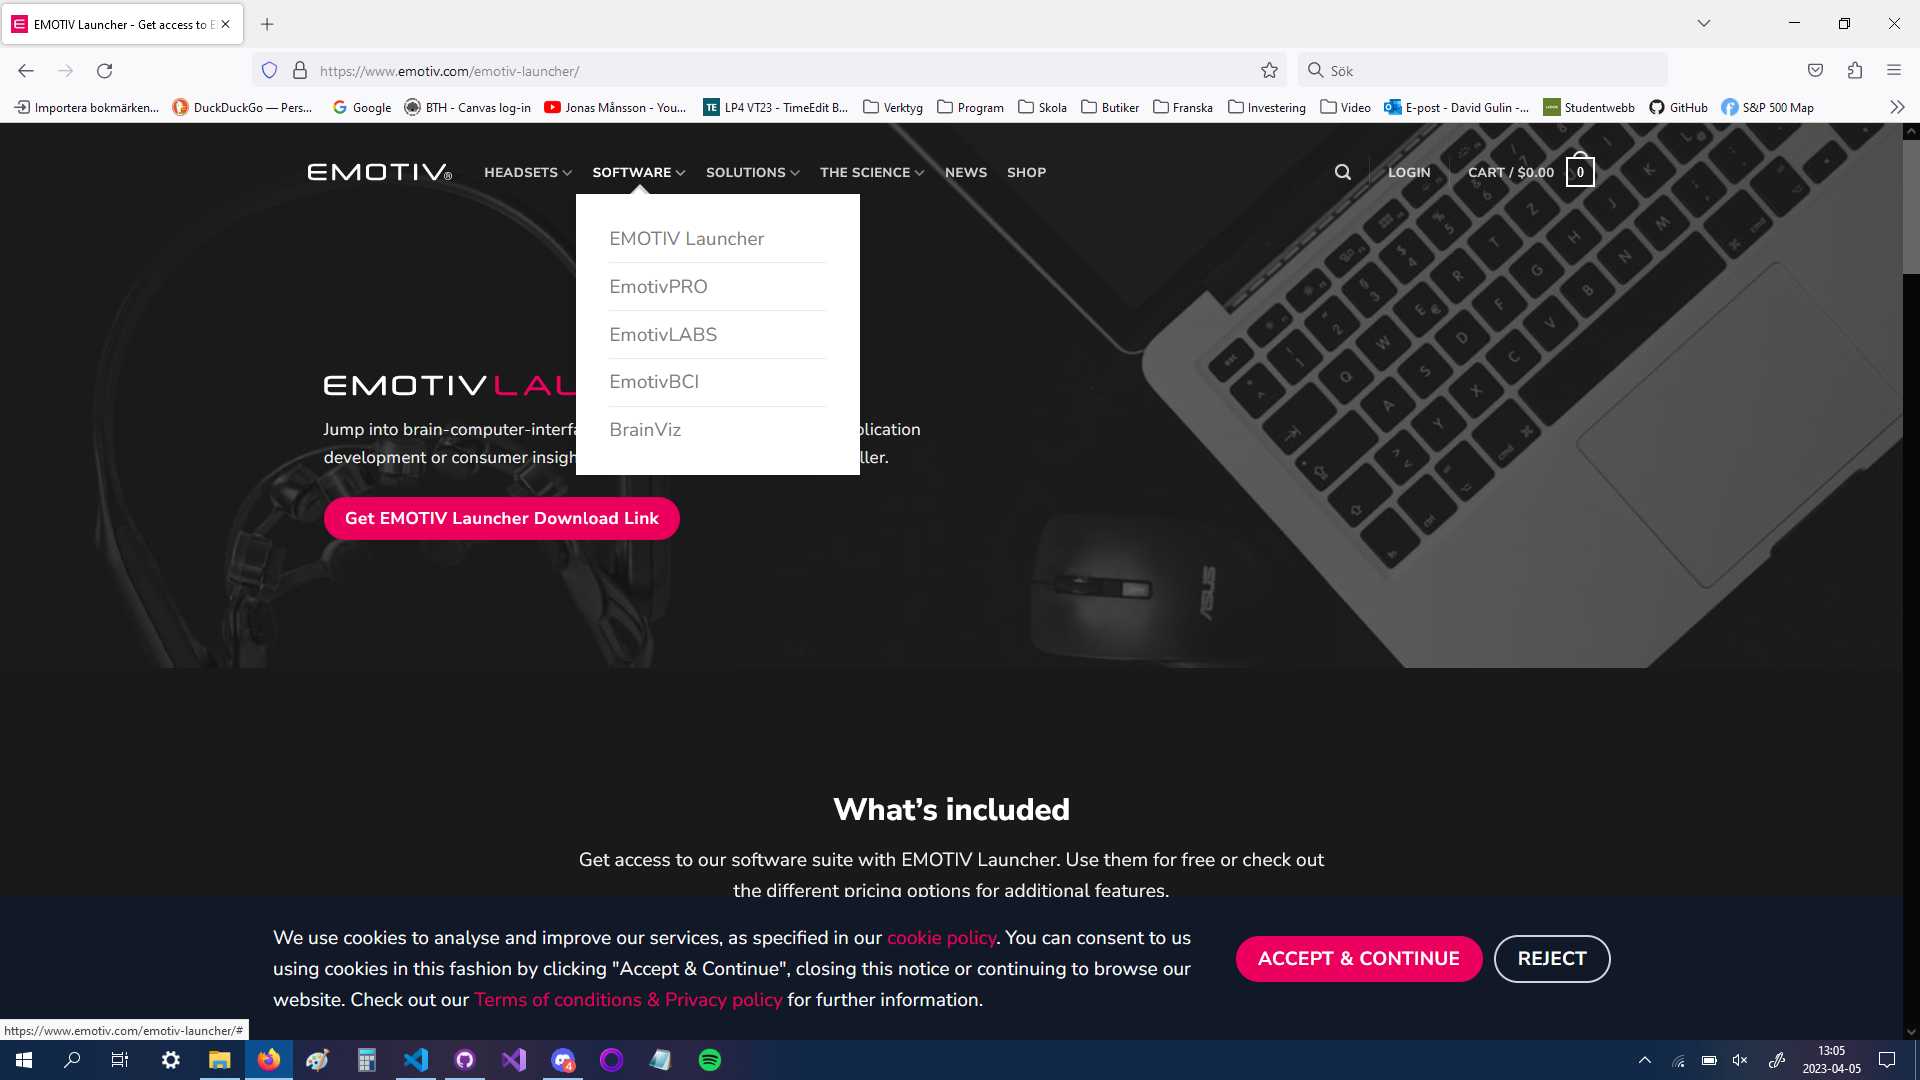 EMOTIV Launcher - Get access to E
https://www.emotiv.com/emotiv-launcher/
Sök
Importera bokmärken...
DuckDuckGo — Pers...
Google
BTH - Canvas log-in
Jonas Månsson - You...
TE LP4 VT23 - TimeEdit B...
Verktyg
Program
Skola
Butiker
Franska
Investering
Video
E-post - David Gulin -...
Studentwebb
GitHub
S&P 500 Map
EMOTIV®
HEADSETS
SOFTWARE
SOLUTIONS
THE SCIENCE
NEWS
SHOP
LOGIN
CART / $0.00
0
EMOTIV Launcher
EmotivPRO
EmotivLABS
EmotivBCI
BrainViz
EMOTIV LAU
Jump into brain-computer-interfa
plication
development or consumer insigh
ller.
Get EMOTIV Launcher Download Link
ASUS
What's included
Get access to our software suite with EMOTIV Launcher. Use them for free or check out
the different pricing options for additional features.
We use cookies to analyse and improve our services, as specified in our cookie policy. You can consent to us
using cookies in this fashion by clicking "Accept & Continue", closing this notice or continuing to browse our
website. Check out our Terms of conditions & Privacy policy for further information.
ACCEPT & CONTINUE
REJECT
https://www.emotiv.com/emotiv-launcher/#
4
13:05
2023-04-05